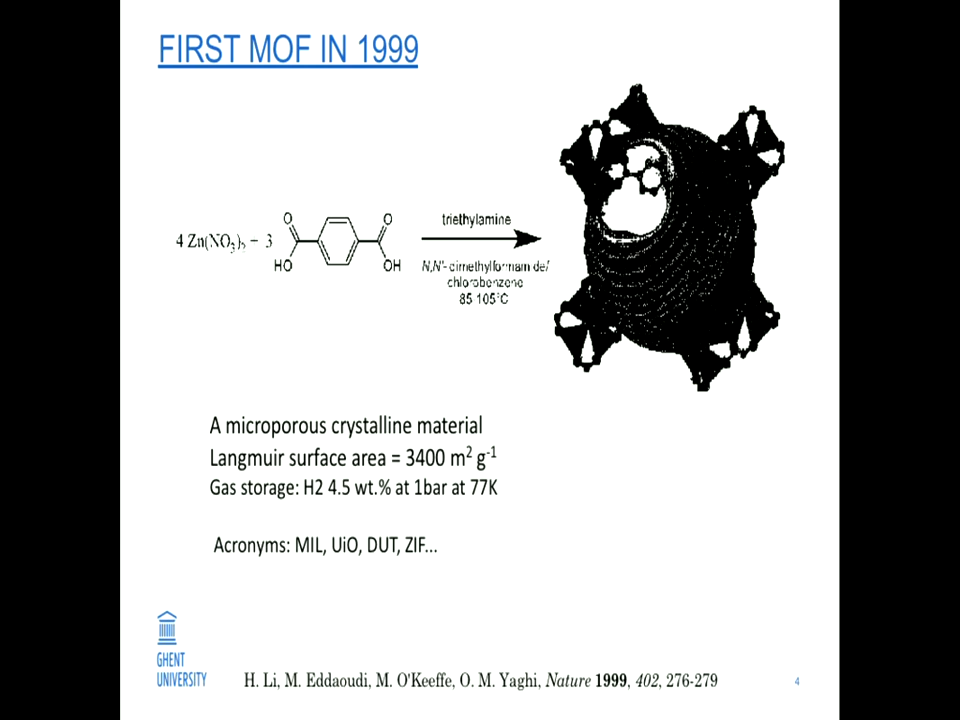 FIRST MOF IN 1999
4 Zn(NO3)2 + 3
O
HO
O
OH
triethylamine
N,N'-dimethylformamide/
chlorobenzene
85-105°C
A microporous crystalline material
Langmuir surface area = 3400 m² g⁻¹
Gas storage: H2 4.5 wt.% at 1bar at 77K
Acronyms: MIL, UiO, DUT, ZIF...
GHENT
UNIVERSITY
H. Li, M. Eddaoudi, M. O'Keeffe, O. M. Yaghi, Nature 1999, 402, 276-279
4